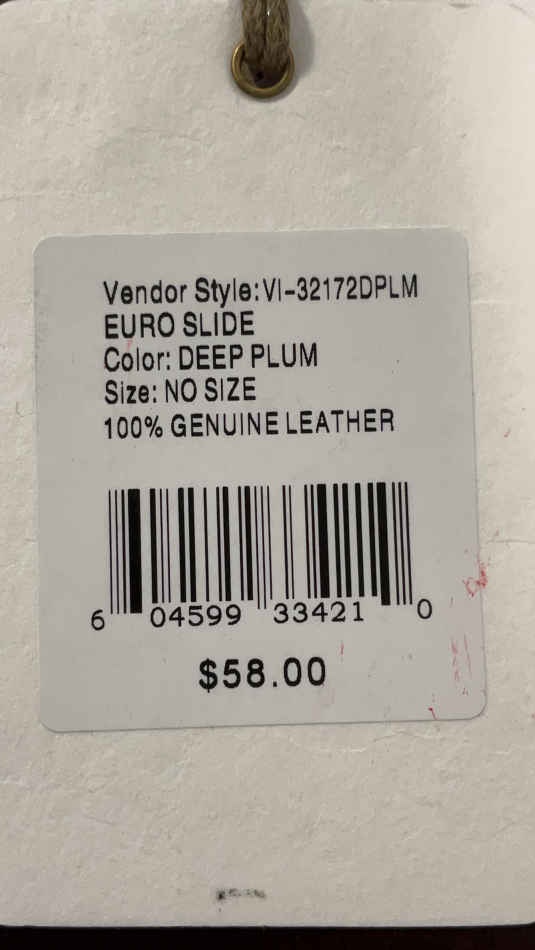 Vendor Style: VI-32172DPLM
EURO SLIDE
Color: DEEP PLUM
Size: NO SIZE
100% GENUINE LEATHER
6 04599 33421 0
$58.00